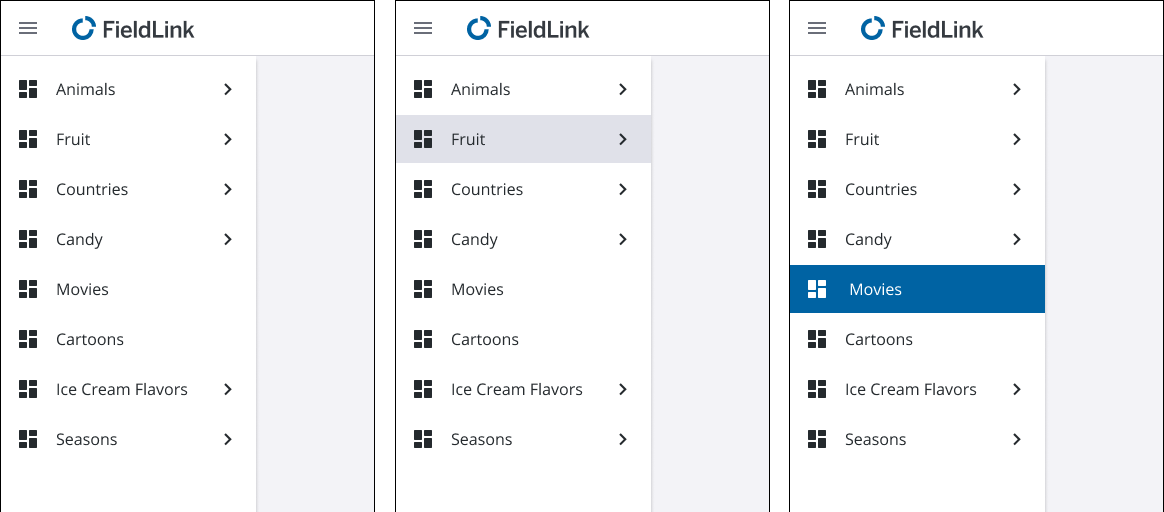 FieldLink
Animals
Fruit
Countries
Candy
Movies
Cartoons
Ice Cream Flavors
Seasons
FieldLink
Animals
Fruit
Countries
Candy
Movies
Cartoons
Ice Cream Flavors
Seasons
FieldLink
Animals
Fruit
Countries
Candy
Movies
Cartoons
Ice Cream Flavors
Seasons